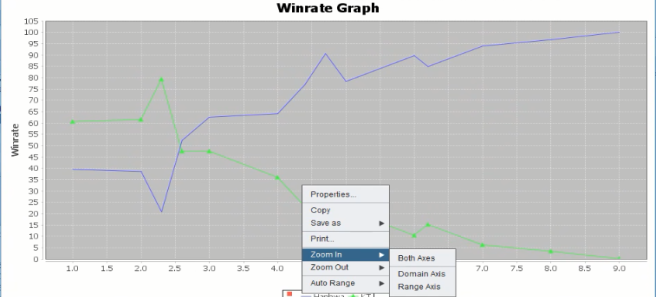 Winrate Graph
105
100
95
90
85
80
75
70
65
60
55
50
45
40
35
30
25
20
15
10
5
0
Winrate
1.0 1.5 2.0 2.5 3.0 3.5 4.0 7.0 7.5 8.0 8.5 9.0
Properties...
Copy
Save as
Print...
Zoom In
Zoom Out
Auto Range
Both Axes
Domain Axis
Range Axis